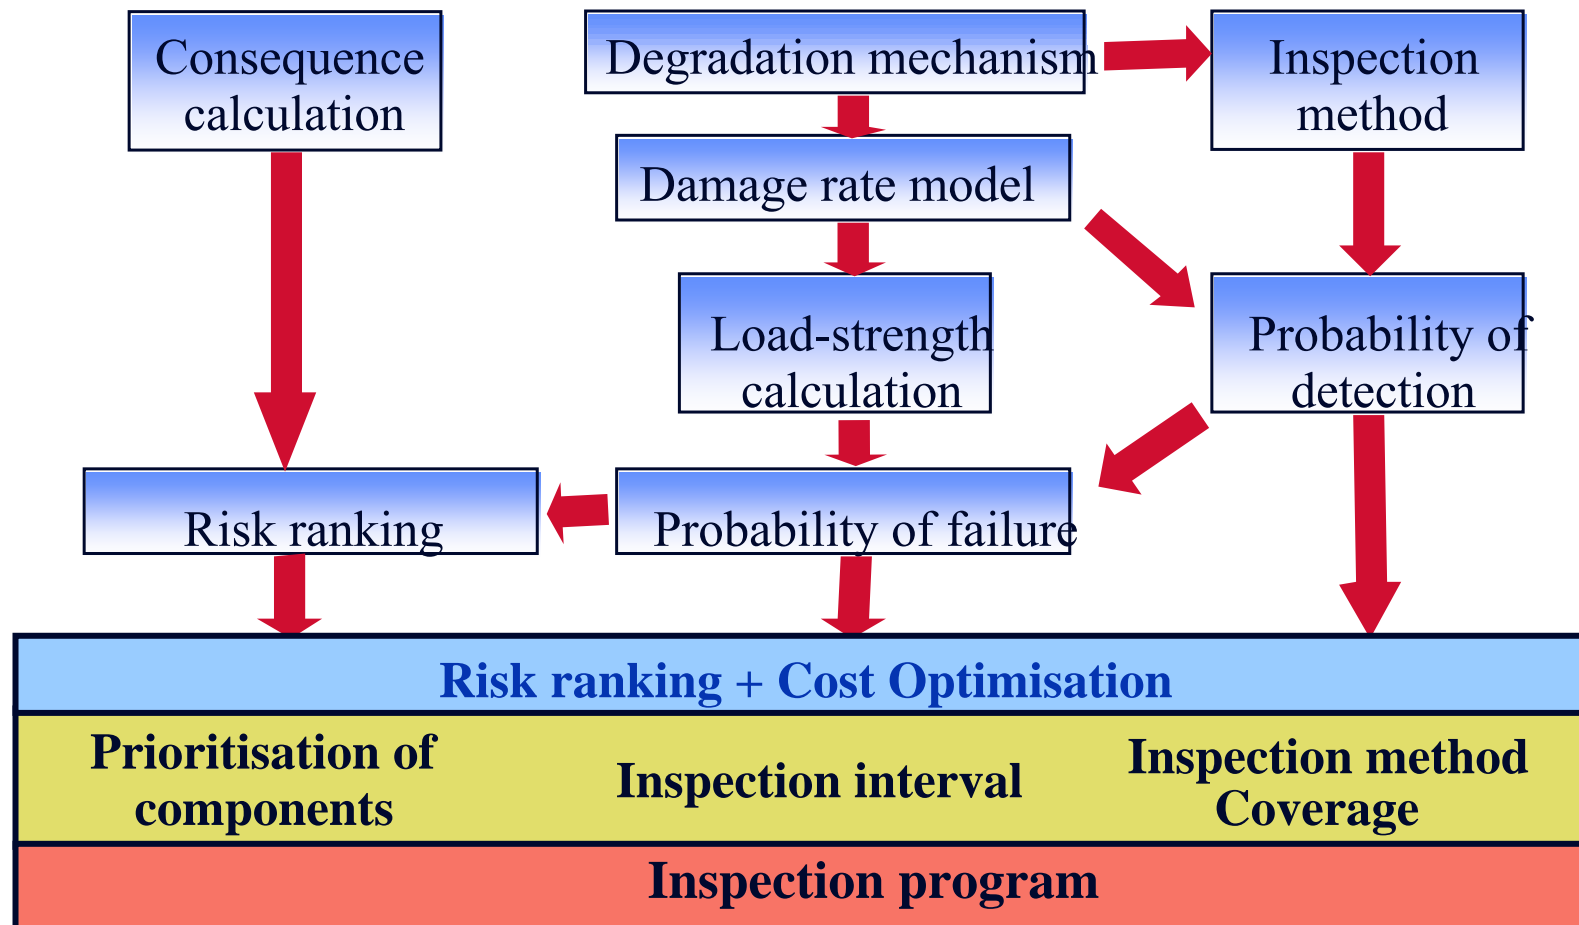 Consequence
calculation
Degradation mechanism
Inspection
method
Damage rate model
Load-strength
calculation
Probability of
detection
Risk ranking
Probability of failure
Risk ranking + Cost Optimisation
Prioritisation of
components
Inspection interval
Inspection method
Coverage
Inspection program